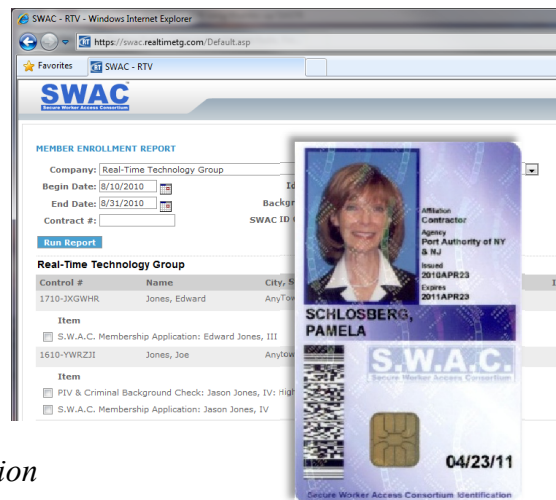 SWAC - RTV - Windows Internet Explorer
https://swac.realtimetg.com/Default.asp
Favorites
SWAC - RTV
SWAC
Secure Worker Access Consortium
MEMBER ENROLLMENT REPORT
Company: Real-Time Technology Group
Begin Date: 8/10/2010
End Date: 8/31/2010
Contract #:
SWAC ID
Run Report
Real-Time Technology Group
Control # Name City,
1710-JXGWHR Jones, Edward
Item
S.W.A.C. Membership Application: Edward Jones, III
1610-YWRZJI Jones, Joe
Item
PIV & Criminal Background Check: Jason Jones, IV:
S.W.A.C. Membership Application: Jason Jones, IV
Affiliation
Contractor
Agency
Port Authority of NY
& NJ
Issued
2010APR23
Expires
2011APR23
SCHLOSBERG,
PAMELA
S.W.A.C.
Secure Worker Access Consortium
04/23/11
Secure Worker Access Consortium Identification
ion